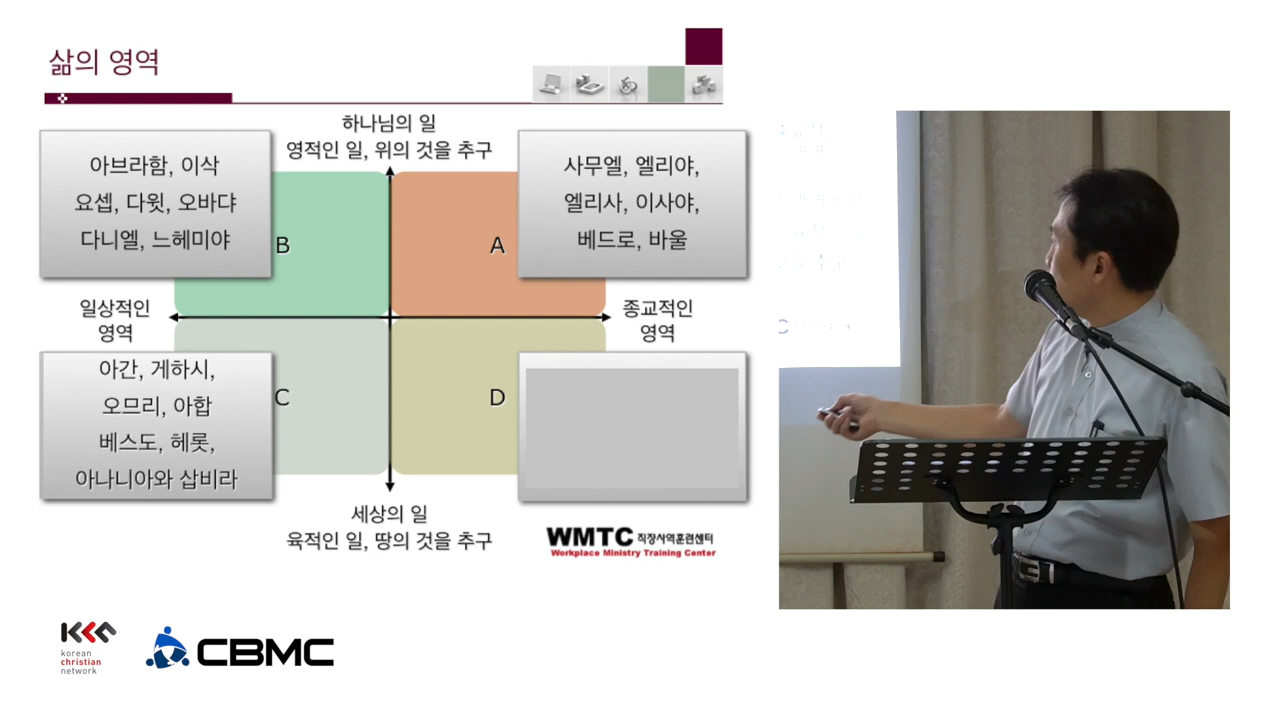 삶의 영역
하나님의 일
영적인 일, 위의 것을 추구
아브라함, 이삭
요셉, 다윗, 오바댜
다니엘, 느헤미야
B
A
사무엘, 엘리야,
엘리사, 이사야,
베드로, 바울
일상적인
영역
종교적인
영역
아간, 게하시,
오므리, 아합
베스도, 헤롯,
아나니아와 삽비라
C
D
세상의 일
육적인 일, 땅의 것을 추구
WMTC 직장사역훈련센터
Workplace Ministry Training Center
kcn
korean
christian
network
CBMC